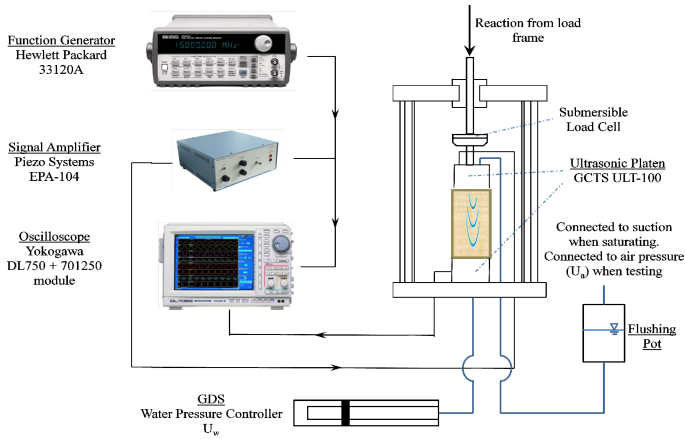 Function Generator
Hewlett Packard
33120A
Signal Amplifier
Piezo Systems
EPA-104
Oscilloscope
Yokogawa
DL750 + 701250
module
Reaction from load
frame
Submersible
Load Cell
Ultrasonic Platen
GCTS ULT-100
Connected to suction
when saturating.
Connected to air pressure
(Ua) when testing
Flushing
Pot
GDS
Water Pressure Controller
Uw